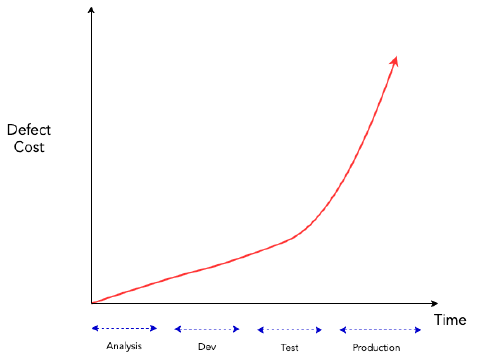 Defect
Cost
Time
Analysis
Dev
Test
Production